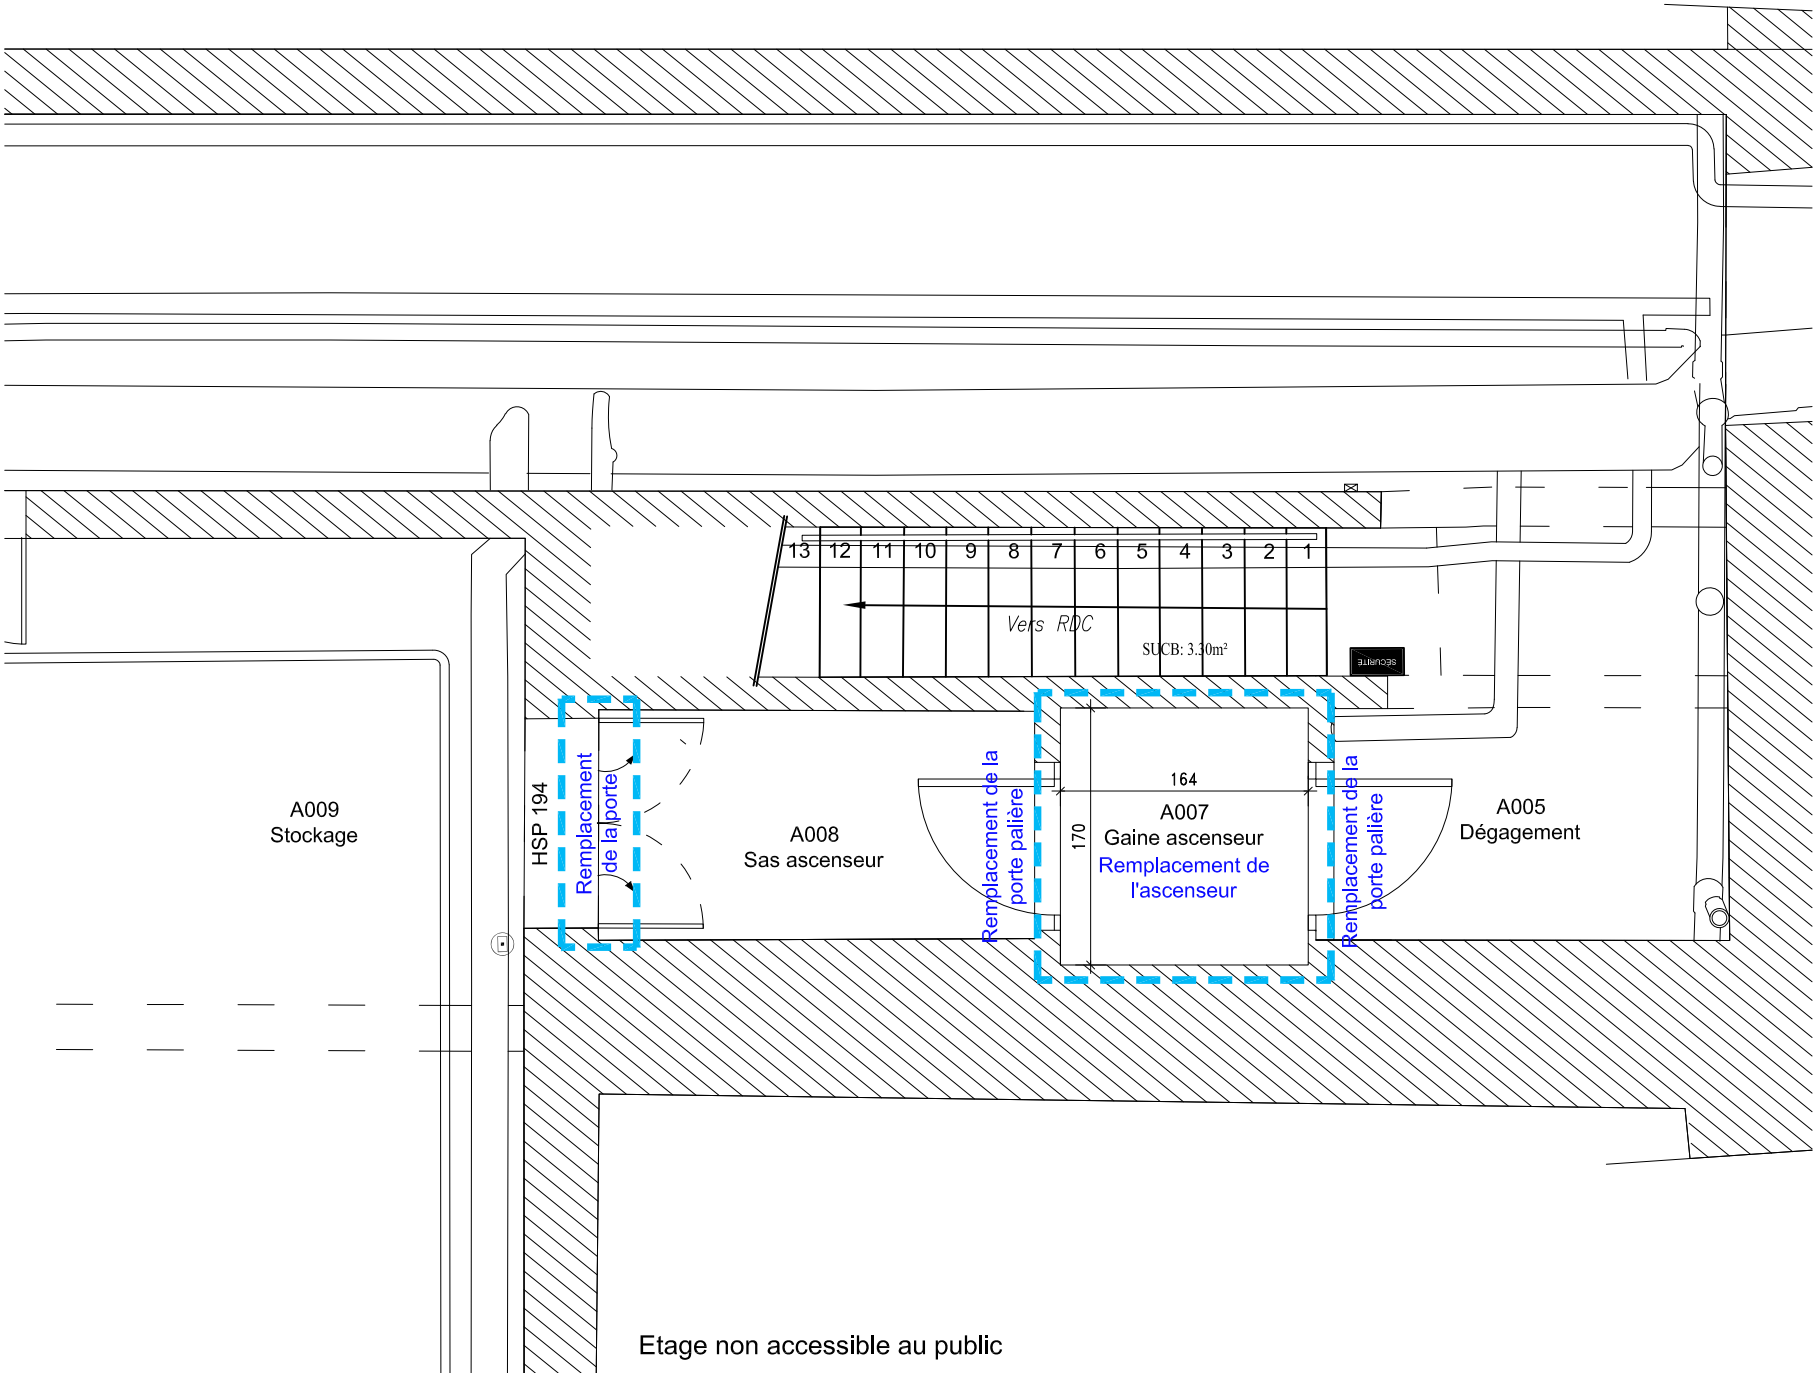 13 12 11 10 9 8 7 6 5 4 3 2 1
Vers RDC
SUCB: 3.30m²
SÉCURITÉ
A009
Stockage
HSP 194
Remplacement
de la porte
A008
Sas ascenseur
Remplacement de la
porte palière
164
170
A007
Gaine ascenseur
Remplacement de
l'ascenseur
Remplacement de la
porte palière
A005
Dégagement
Etage non accessible au public